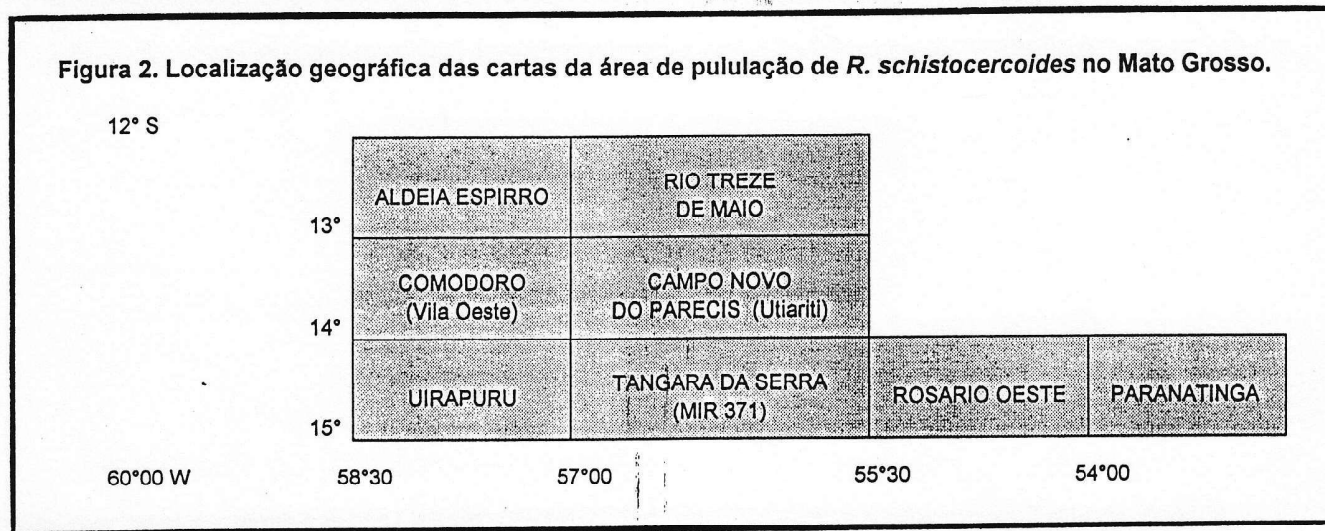 Figura 2. Localização geográfica das cartas da área de pululação de R. schistocercoides no Mato Grosso.
12° S
ALDEIA ESPIRRO
RIO TREZE
DE MAIO
13°
COMODORO
(Vila Oeste)
CAMPO NOVO
DO PARECIS (Utiariti)
14°
UIRAPURU
TANGARA DA SERRA
(MIR 371)
ROSARIO OESTE
PARANATINGA
15°
60°00 W
58°30
57°00
55°30
54°00